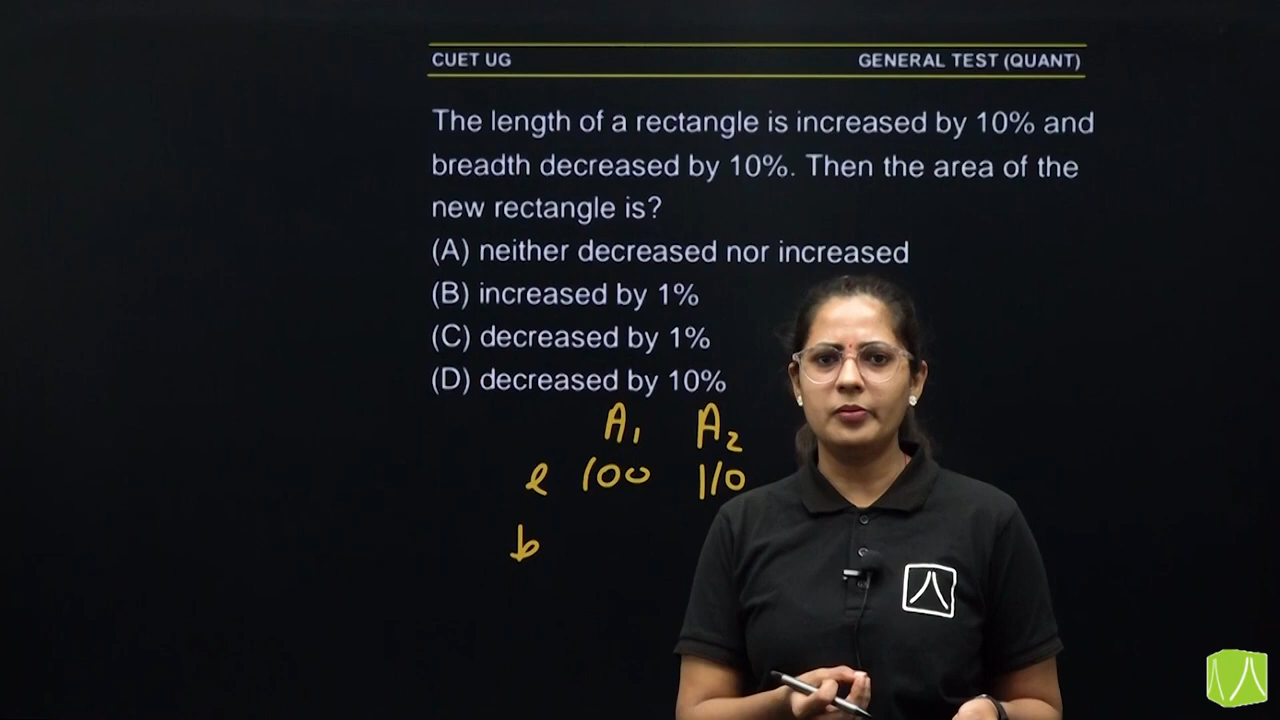 CUET UG
GENERAL TEST (QUANT)
The length of a rectangle is increased by 10% and
breadth decreased by 10%. Then the area of the
new rectangle is?
(A) neither decreased nor increased
(B) increased by 1%
(C) decreased by 1%
(D) decreased by 10%
A₁ A₂
l 100 110
b